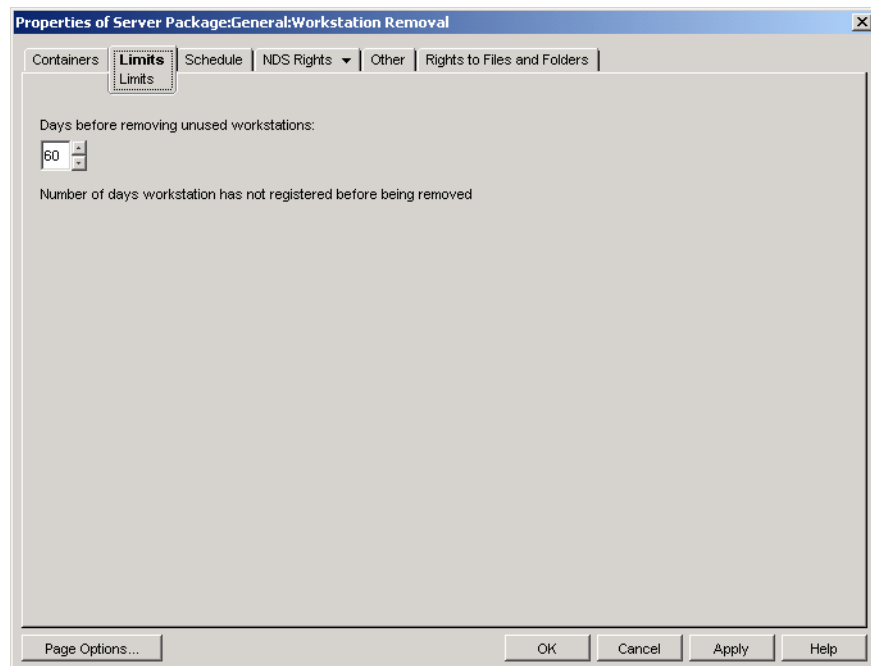 Properties of Server Package:General:Workstation Removal
Containers Limits Schedule NDS Rights Other Rights to Files and Folders
Limits
Days before removing unused workstations:
60
Number of days workstation has not registered before being removed
Page Options... OK Cancel Apply Help